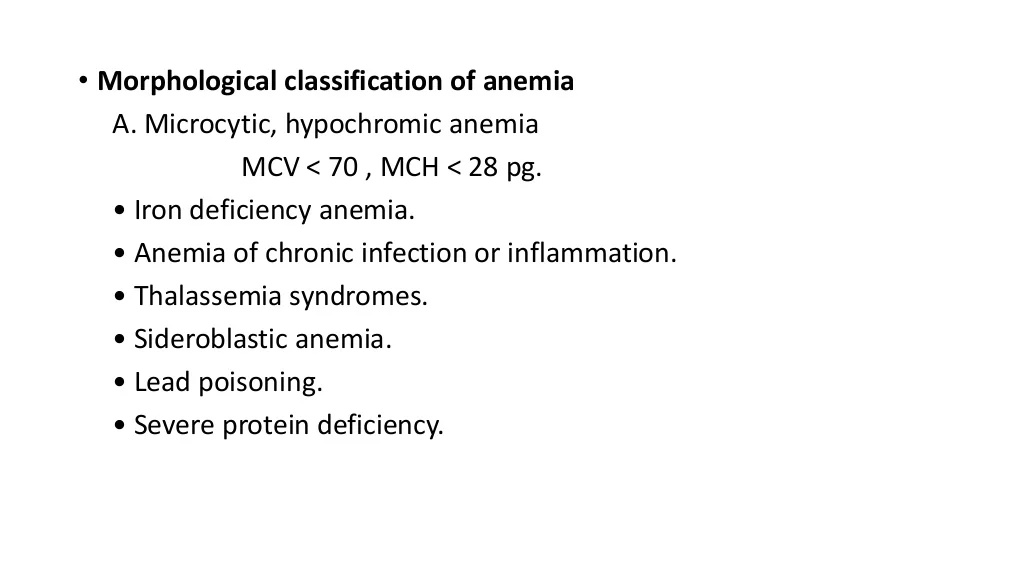 • Morphological classification of anemia
A. Microcytic, hypochromic anemia
MCV < 70 , MCH < 28 pg.
• Iron deficiency anemia.
• Anemia of chronic infection or inflammation.
• Thalassemia syndromes.
• Sideroblastic anemia.
• Lead poisoning.
• Severe protein deficiency.